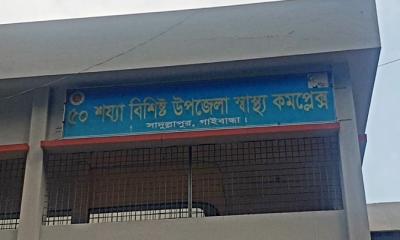 ৫০ শয্যা বিশিষ্ট উপজেলা স্বাস্থ্য কমপ্লেক্স
সাদুল্লাপুর, গাইবান্ধা।